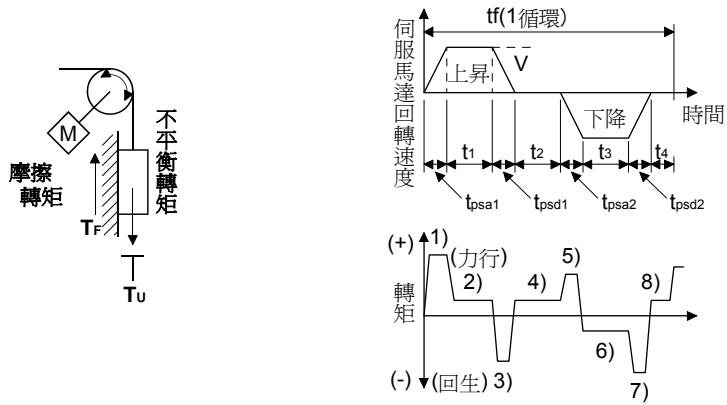 M
摩擦
轉矩
TF
不平衡轉矩
TU
伺服馬達回轉速度
tf(1循環)
V
上昇
下降
時間
t1
t2
t3
t4
tpsa1
tpsd1
tpsa2
tpsd2
(+)
轉矩
(-)
1)
(力行)
2)
(回生) 3)
4)
5)
6)
7)
8)